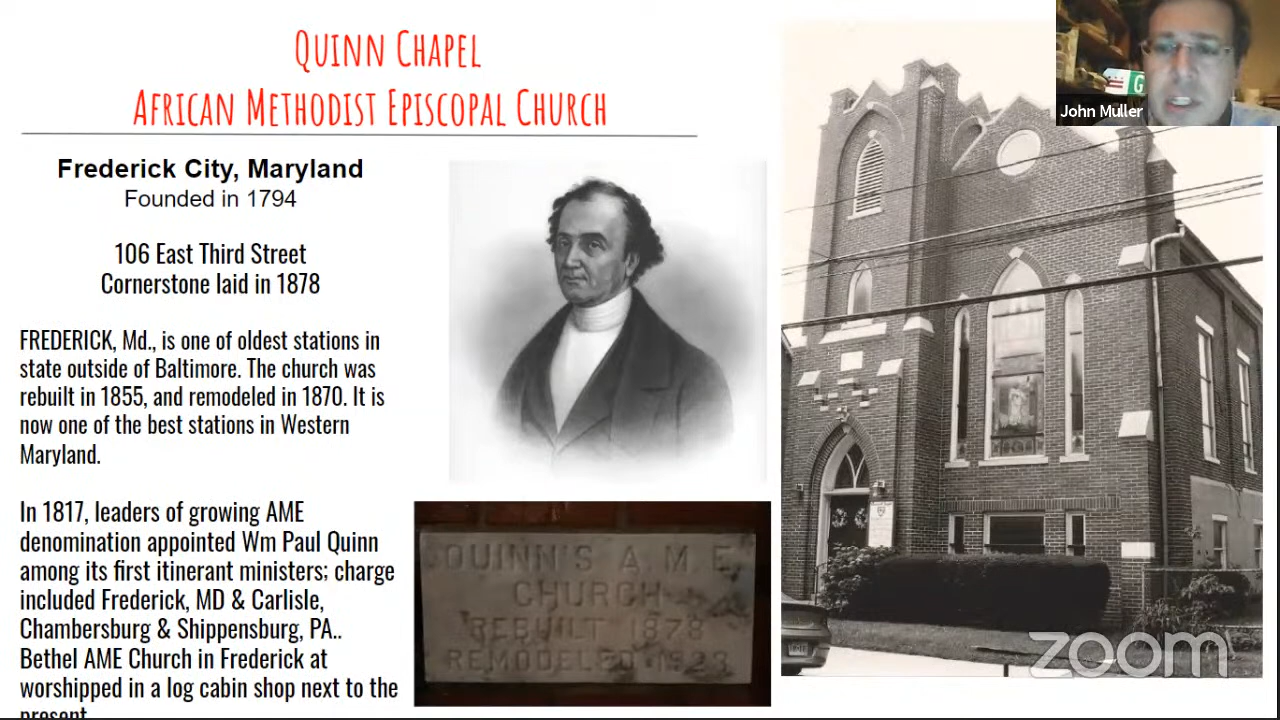 QUINN CHAPEL
AFRICAN METHODIST EPISCOPAL CHURCH
Frederick City, Maryland
Founded in 1794
106 East Third Street
Cornerstone laid in 1878
FREDERICK, Md., is one of oldest stations in
state outside of Baltimore. The church was
rebuilt in 1855, and remodeled in 1870. It is
now one of the best stations in Western
Maryland.
In 1817, leaders of growing AME
denomination appointed Wm Paul Quinn
among its first itinerant ministers; charge
included Frederick, MD & Carlisle,
Chambersburg & Shippensburg, PA..
Bethel AME Church in Frederick at
worshipped in a log cabin shop next to the
present
QUINN'S A M E
CHURCH
REBUILT 1878
REMODELED 1923
G
John Muller
zoom